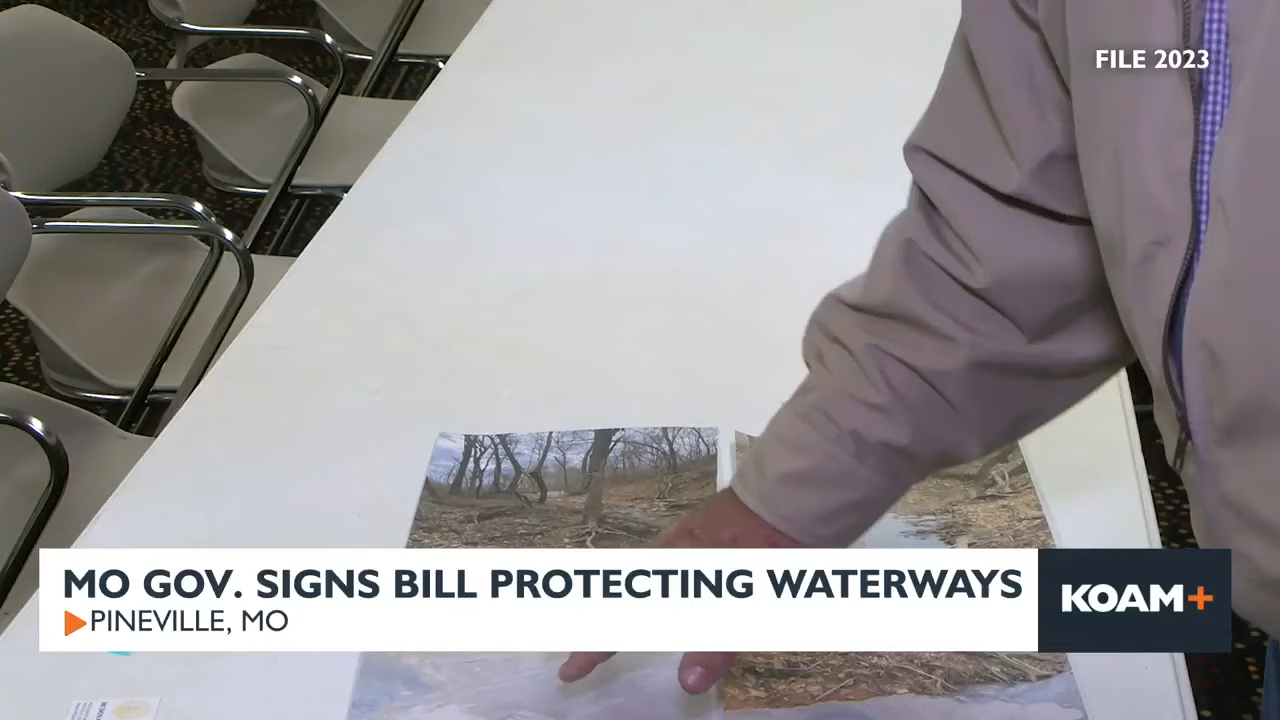 FILE 2023
MO GOV. SIGNS BILL PROTECTING WATERWAYS
PINEVILLE, MO
KOAM+